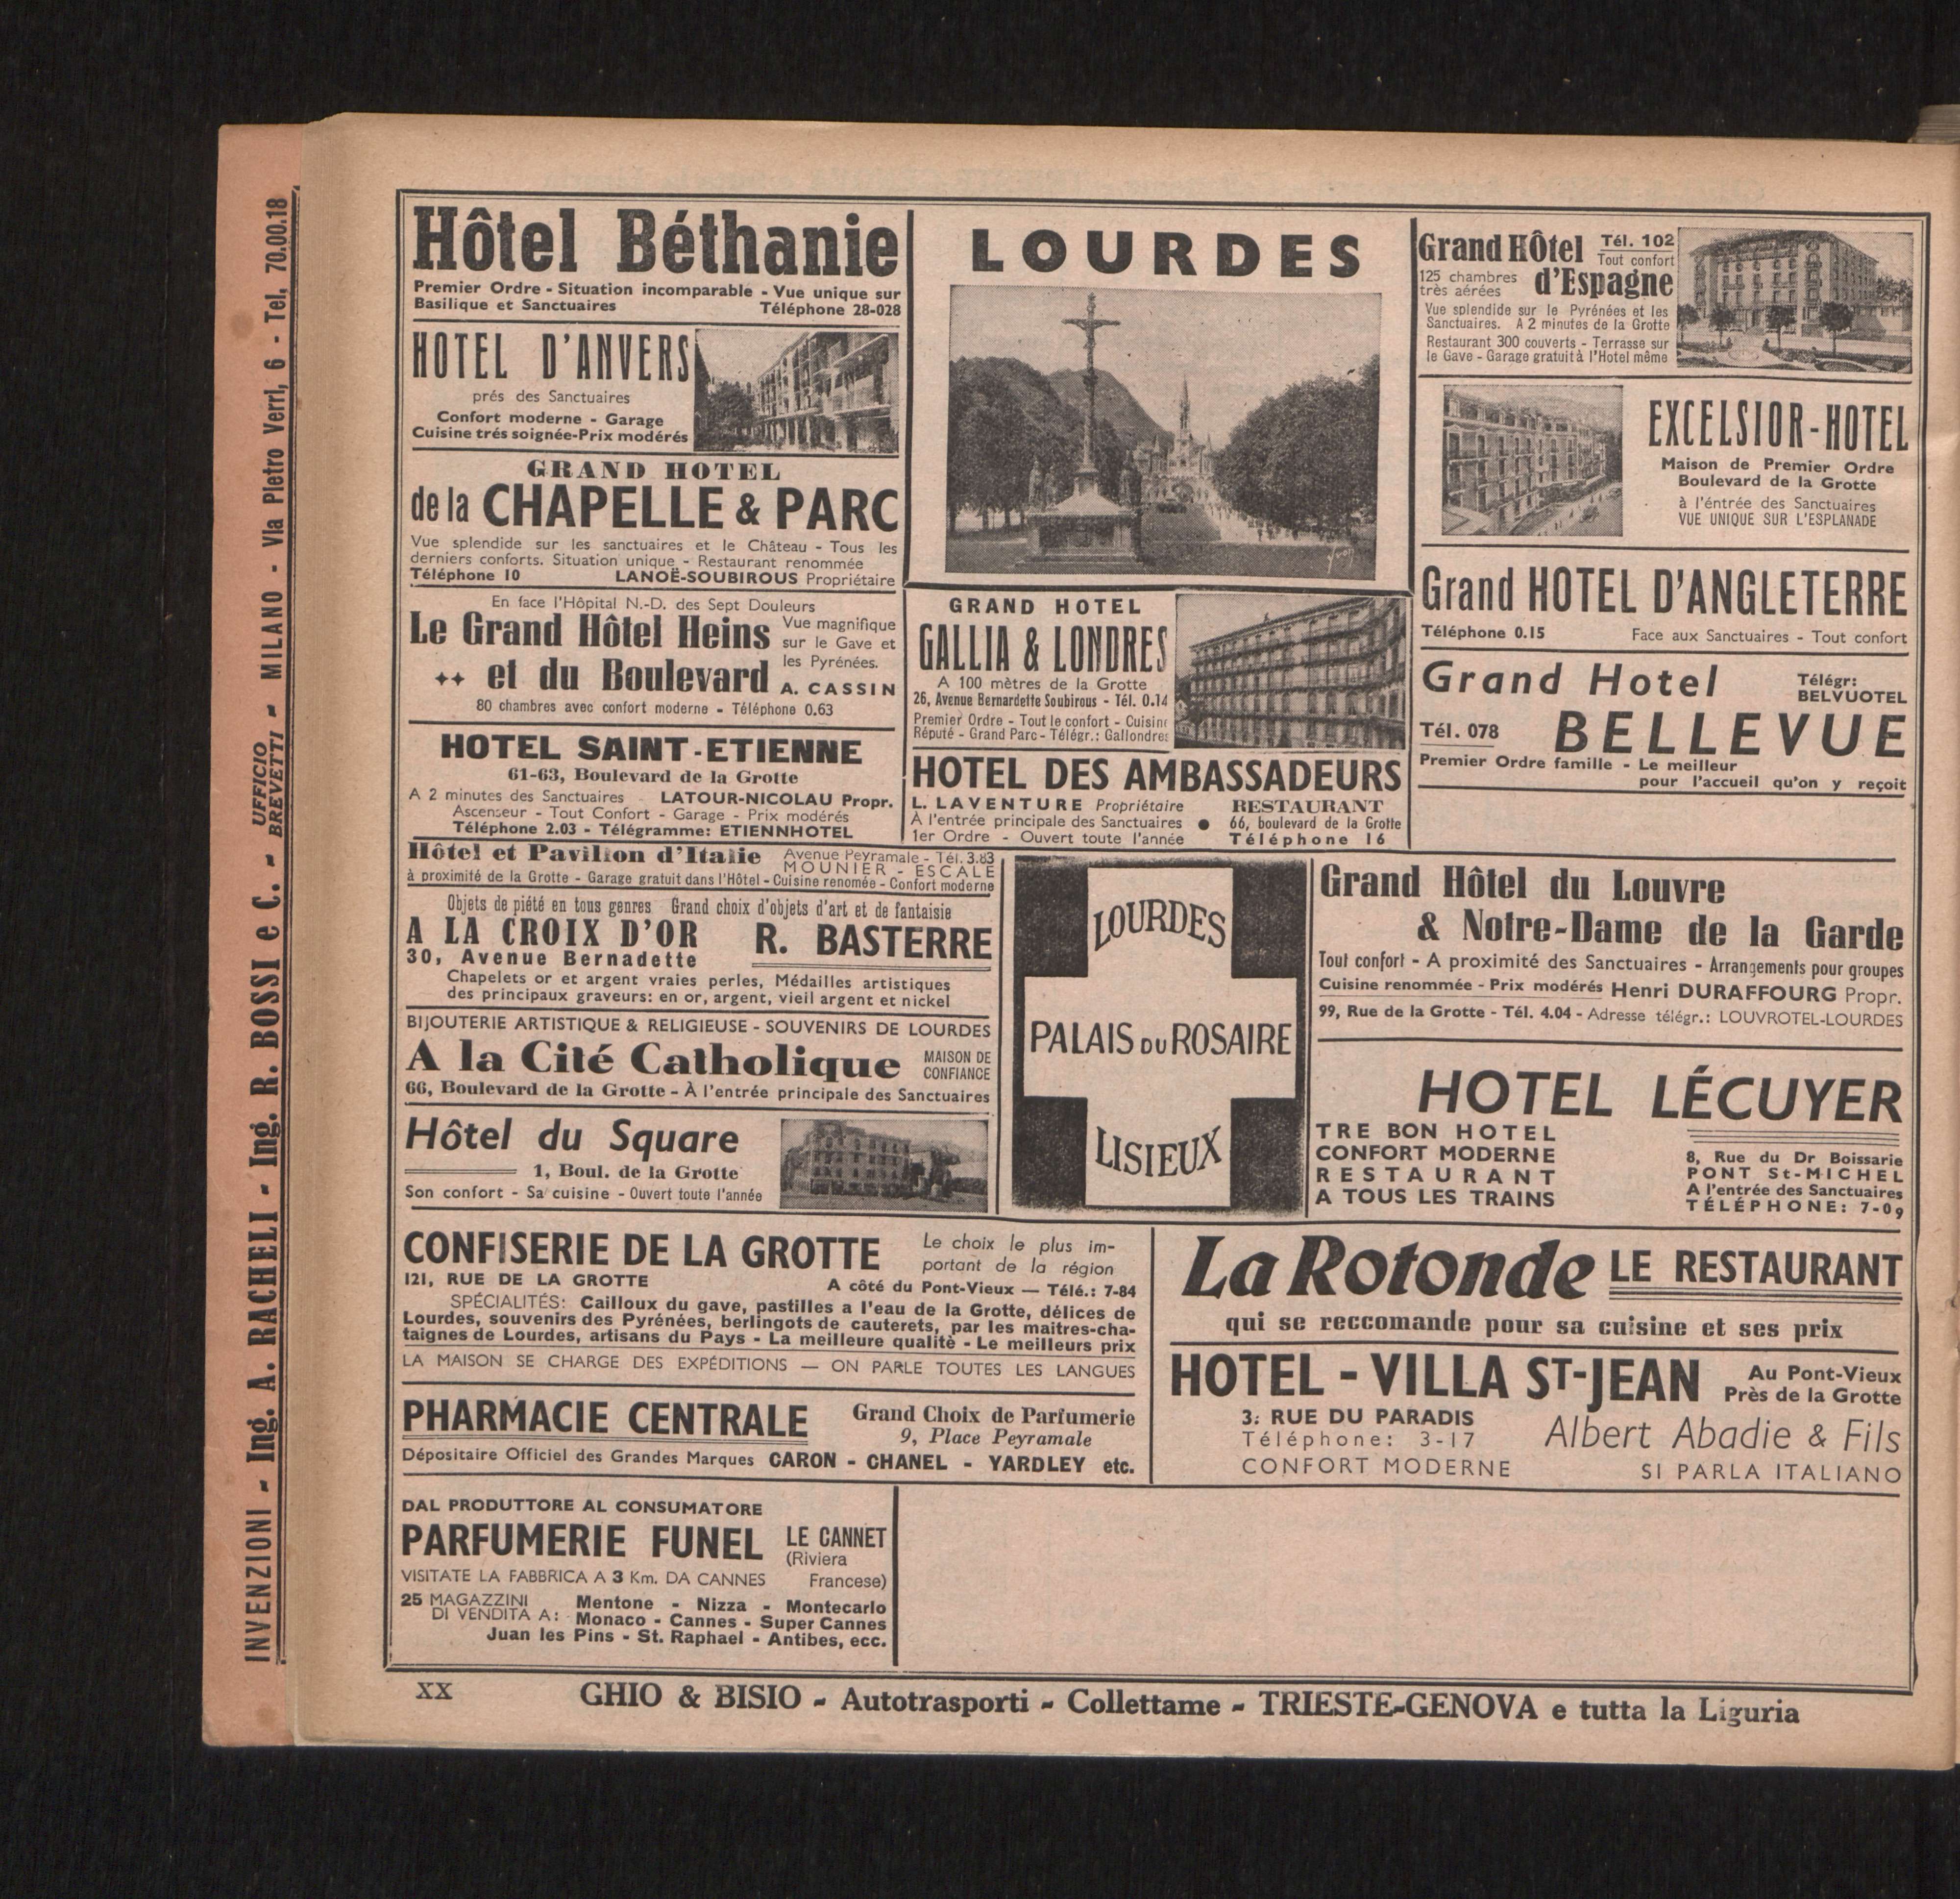 INVENZIONI - Ing. A. RACHELI - Ing. R. BOSSI e C. - UFFICIO BREVETTI - MILANO - Via Pietro Verri, 6 - Tel. 70.00.18
Hôtel Béthanie
Premier Ordre - Situation incomparable - Vue unique sur
Basilique et Sanctuaires Téléphone 28-028
HOTEL D'ANVERS
prés des Sanctuaires
Confort moderne - Garage
Cuisine trés soignée-Prix modérés
GRAND HOTEL
de la CHAPELLE & PARC
Vue splendide sur les sanctuaires et le Château - Tous les
derniers conforts. Situation unique - Restaurant renommée
Téléphone 10 LANOË-SOUBIROUS Propriétaire
En face l'Hôpital N.-D. des Sept Douleurs
Le Grand Hôtel Heins
et du Boulevard
Vue magnifique
sur le Gave et
les Pyrénées.
A. CASSIN
80 chambres avec confort moderne - Téléphone 0.63
HOTEL SAINT-ETIENNE
61-63, Boulevard de la Grotte
A 2 minutes des Sanctuaires LATOUR-NICOLAU Propr.
Ascenseur - Tout Confort - Garage - Prix modérés
Téléphone 2.03 - Télégramme: ETIENNHOTEL
LOURDES
Yvon
GRAND HOTEL
GALLIA & LONDRES
A 100 mètres de la Grotte
26, Avenue Bernardette Soubirous - Tél. 0.14
Premier Ordre - Tout le confort - Cuisine
Réputé - Grand Parc - Télégr.: Gallondres
HOTEL DES AMBASSADEURS
L. LAVENTURE Propriétaire
À l'entrée principale des Sanctuaires
1er Ordre - Ouvert toute l'année
RESTAURANT
66, boulevard de la Grotte
Téléphone 16
Grand HÔtel
d'Espagne
Tél. 102
Tout confort
125 chambres
très aérées
Vue splendide sur le Pyrénées et les
Sanctuaires. A 2 minutes de la Grotte
Restaurant 300 couverts - Terrasse sur
le Gave - Garage gratuit à l'Hotel même
EXCELSIOR-HOTEL
Maison de Premier Ordre
Boulevard de la Grotte
à l'éntrée des Sanctuaires
VUE UNIQUE SUR L'ESPLANADE
Grand HOTEL D'ANGLETERRE
Téléphone 0.15 Face aux Sanctuaires - Tout confort
Grand Hotel
Télégr:
BELVUOTEL
Tél. 078 BELLEVUE
Premier Ordre famille - Le meilleur
pour l'accueil qu'on y reçoit
Hôtel et Pavilion d'Italie
Avenue Peyramale - Tél. 3.83
MOUNIER - ESCALE
à proximité de la Grotte - Garage gratuit dans l'Hôtel - Cuisine renomée - Confort moderne
Objets de piété en tous genres Grand choix d'objets d'art et de fantaisie
A LA CROIX D'OR R. BASTERRE
30, Avenue Bernadette
Chapelets or et argent vraies perles, Médailles artistiques
des principaux graveurs: en or, argent, vieil argent et nickel
BIJOUTERIE ARTISTIQUE & RELIGIEUSE - SOUVENIRS DE LOURDES
A la Cité Catholique
MAISON DE
CONFIANCE
66, Boulevard de la Grotte - À l'entrée principale des Sanctuaires
Hôtel du Square
1, Boul. de la Grotte
Son confort - Sa cuisine - Ouvert toute l'année
LOURDES
PALAIS DU ROSAIRE
LISIEUX
Grand Hôtel du Louvre
& Notre-Dame de la Garde
Tout confort - A proximité des Sanctuaires - Arrangements pour groupes
Cuisine renommée - Prix modérés Henri DURAFFOURG Propr.
99, Rue de la Grotte - Tél. 4.04 - Adresse télégr.: LOUVROTEL-LOURDES
HOTEL LÉCUYER
TRE BON HOTEL
CONFORT MODERNE
RESTAURANT
A TOUS LES TRAINS
8, Rue du Dr Boissarie
PONT St-MICHEL
A l'entrée des Sanctuaires
TÉLÉPHONE: 7-09
CONFISERIE DE LA GROTTE
Le choix le plus im-
portant de la région
121, RUE DE LA GROTTE A côté du Pont-Vieux — Télé.: 7-84
SPÉCIALITÉS: Cailloux du gave, pastilles a l'eau de la Grotte, délices de
Lourdes, souvenirs des Pyrénées, berlingots de cauterets, par les maitres-cha-
taignes de Lourdes, artisans du Pays - La meilleure qualitè - Le meilleurs prix
LA MAISON SE CHARGE DES EXPÉDITIONS — ON PARLE TOUTES LES LANGUES
PHARMACIE CENTRALE
Grand Choix de Parfumerie
9, Place Peyramale
Dépositaire Officiel des Grandes Marques CARON - CHANEL - YARDLEY etc.
La Rotonde LE RESTAURANT
qui se reccomande pour sa cuisine et ses prix
HOTEL - VILLA ST-JEAN
Au Pont-Vieux
Près de la Grotte
3: RUE DU PARADIS
Téléphone: 3-17
CONFORT MODERNE
Albert Abadie & Fils
SI PARLA ITALIANO
DAL PRODUTTORE AL CONSUMATORE
PARFUMERIE FUNEL
LE CANNET
(Riviera
Francese)
VISITATE LA FABBRICA A 3 Km. DA CANNES
25 MAGAZZINI
DI VENDITA A:
Mentone - Nizza - Montecarlo
Monaco - Cannes - Super Cannes
Juan les Pins - St. Raphael - Antibes, ecc.
XX
GHIO & BISIO - Autotrasporti - Collettame - TRIESTE-GENOVA e tutta la Liguria